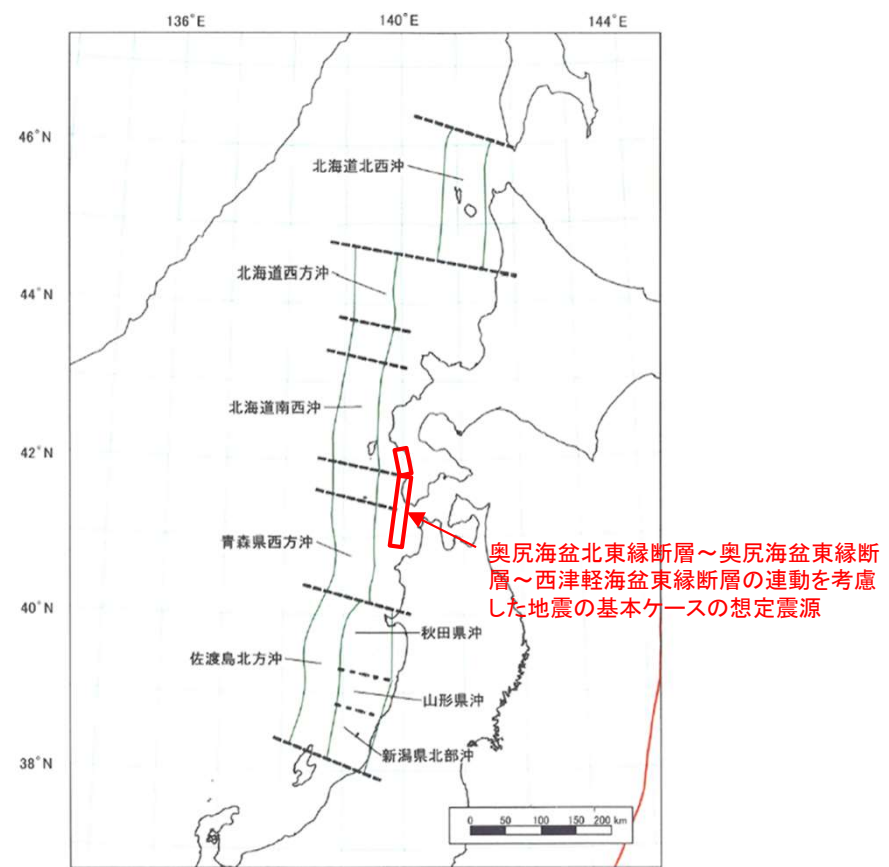 136°E 140°E 144°E
46°N
北海道北西沖
北海道西方沖
44°N
北海道南西沖
42°N
青森県西方沖
奥尻海盆北東縁断層～奥尻海盆東縁断
層～西津軽海盆東縁断層の連動を考慮
した地震の基本ケースの想定震源
40°N
秋田県沖
佐渡島北方沖
山形県沖
新潟県北部沖
38°N
0 50 100 150 200 km